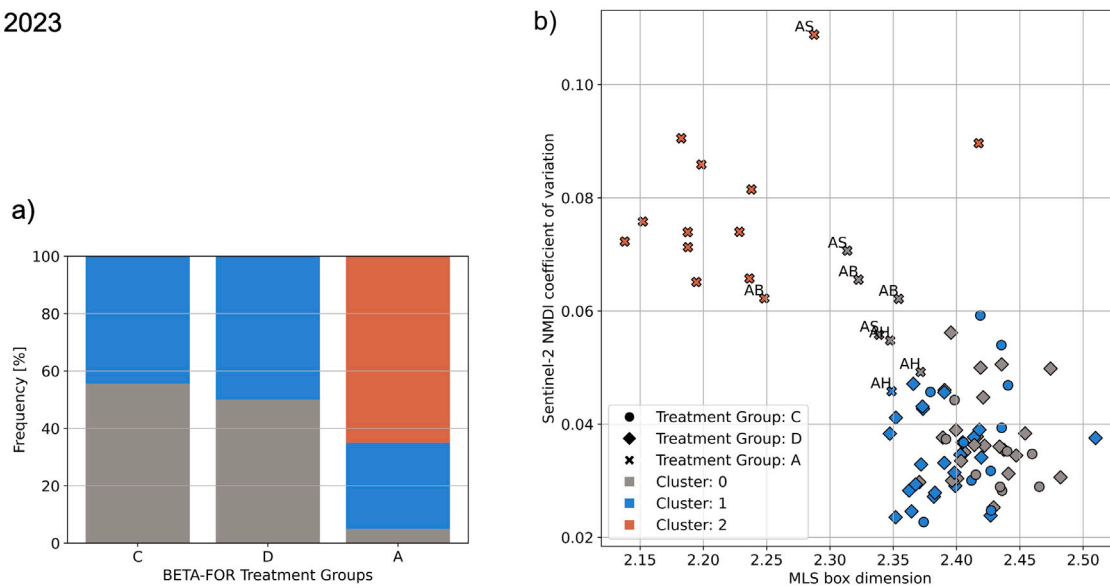 2023
a)
Frequency [%]
100
80
60
40
20
0
C D A
BETA-FOR Treatment Groups
b)
Sentinel-2 NMDI coefficient of variation
0.10
0.08
0.06
0.04
0.02
AS
AS
AB
AB
AB
AS
AH
AH
AH
Treatment Group: C
Treatment Group: D
Treatment Group: A
Cluster: 0
Cluster: 1
Cluster: 2
2.15 2.20 2.25 2.30 2.35 2.40 2.45 2.50
MLS box dimension